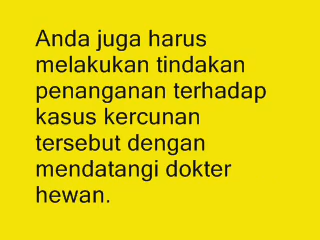 Anda juga harus
melakukan tindakan
penanganan terhadap
kasus kercunan
tersebut dengan
mendatangi dokter
hewan.